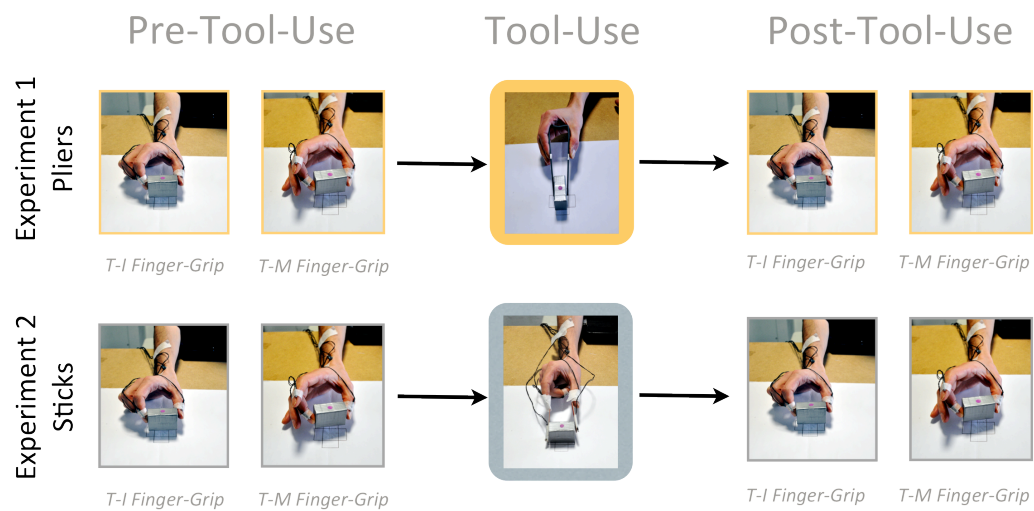 Pre-Tool-Use
Tool-Use
Post-Tool-Use
Experiment 1
Pliers
T-I Finger-Grip
T-M Finger-Grip
T-I Finger-Grip
T-M Finger-Grip
Experiment 2
Sticks
T-I Finger-Grip
T-M Finger-Grip
T-I Finger-Grip
T-M Finger-Grip